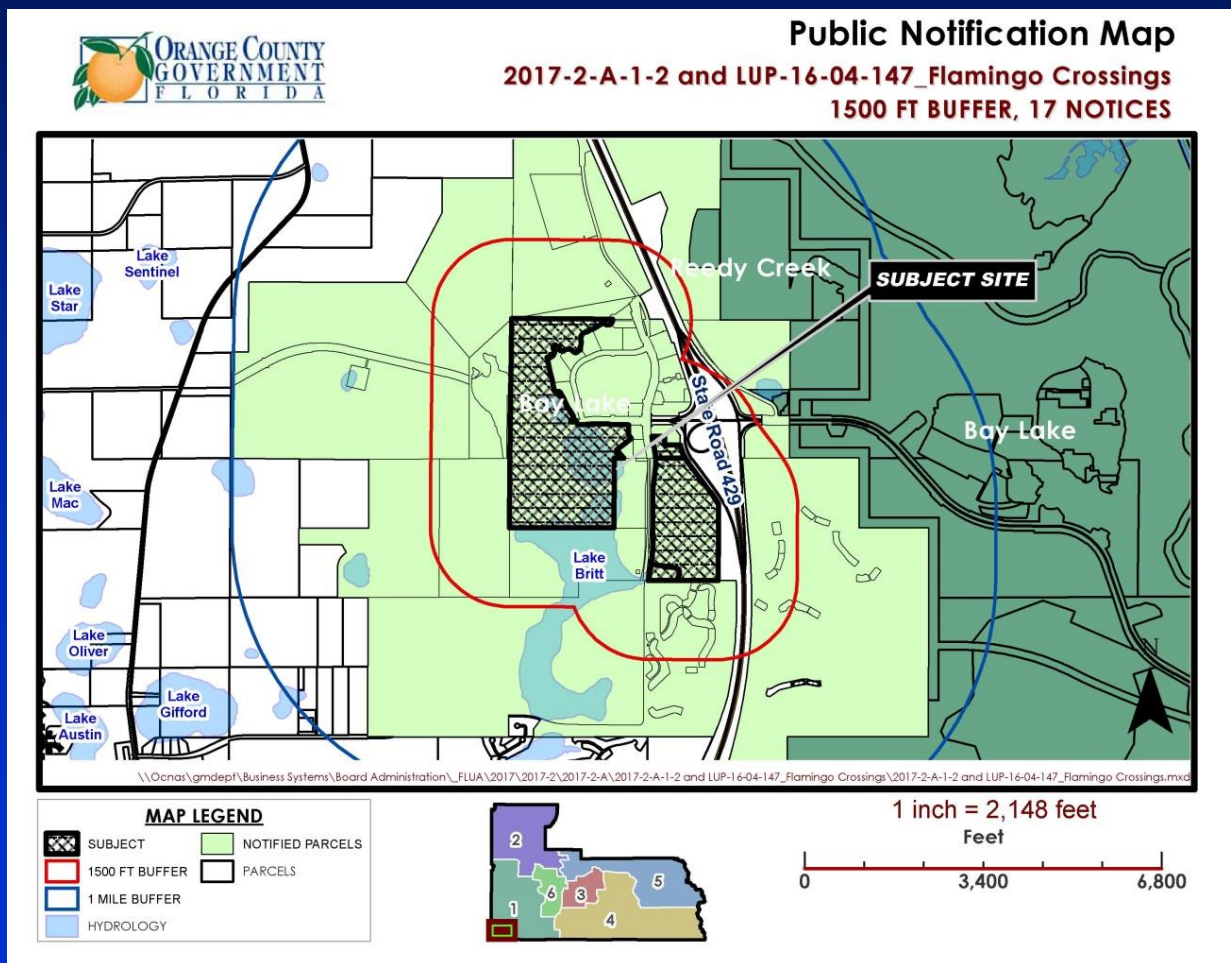 ORANGE COUNTY
GOVERNMENT
FLORIDA
Public Notification Map
2017-2-A-1-2 and LUP-16-04-147_Flamingo Crossings
1500 FT BUFFER, 17 NOTICES
Lake
Sentinel
Lake
Star
Reedy Creek
SUBJECT SITE
Bay Lake
State Road 429
Bay Lake
Lake
Mac
Lake
Britt
Lake
Oliver
Lake
Gifford
Lake
Austin
N
\\Ocnas\gmdept\Business Systems\Board Administration\_FLUA\2017\2017-2\2017-2-A\2017-2-A-1-2 and LUP-16-04-147_Flamingo Crossings\2017-2-A-1-2 and LUP-16-04-147_Flamingo Crossings.mxd
MAP LEGEND
SUBJECT
NOTIFIED PARCELS
1500 FT BUFFER
PARCELS
1 MILE BUFFER
HYDROLOGY
2
1
6
3
5
4
1 inch = 2,148 feet
Feet
0 3,400 6,800